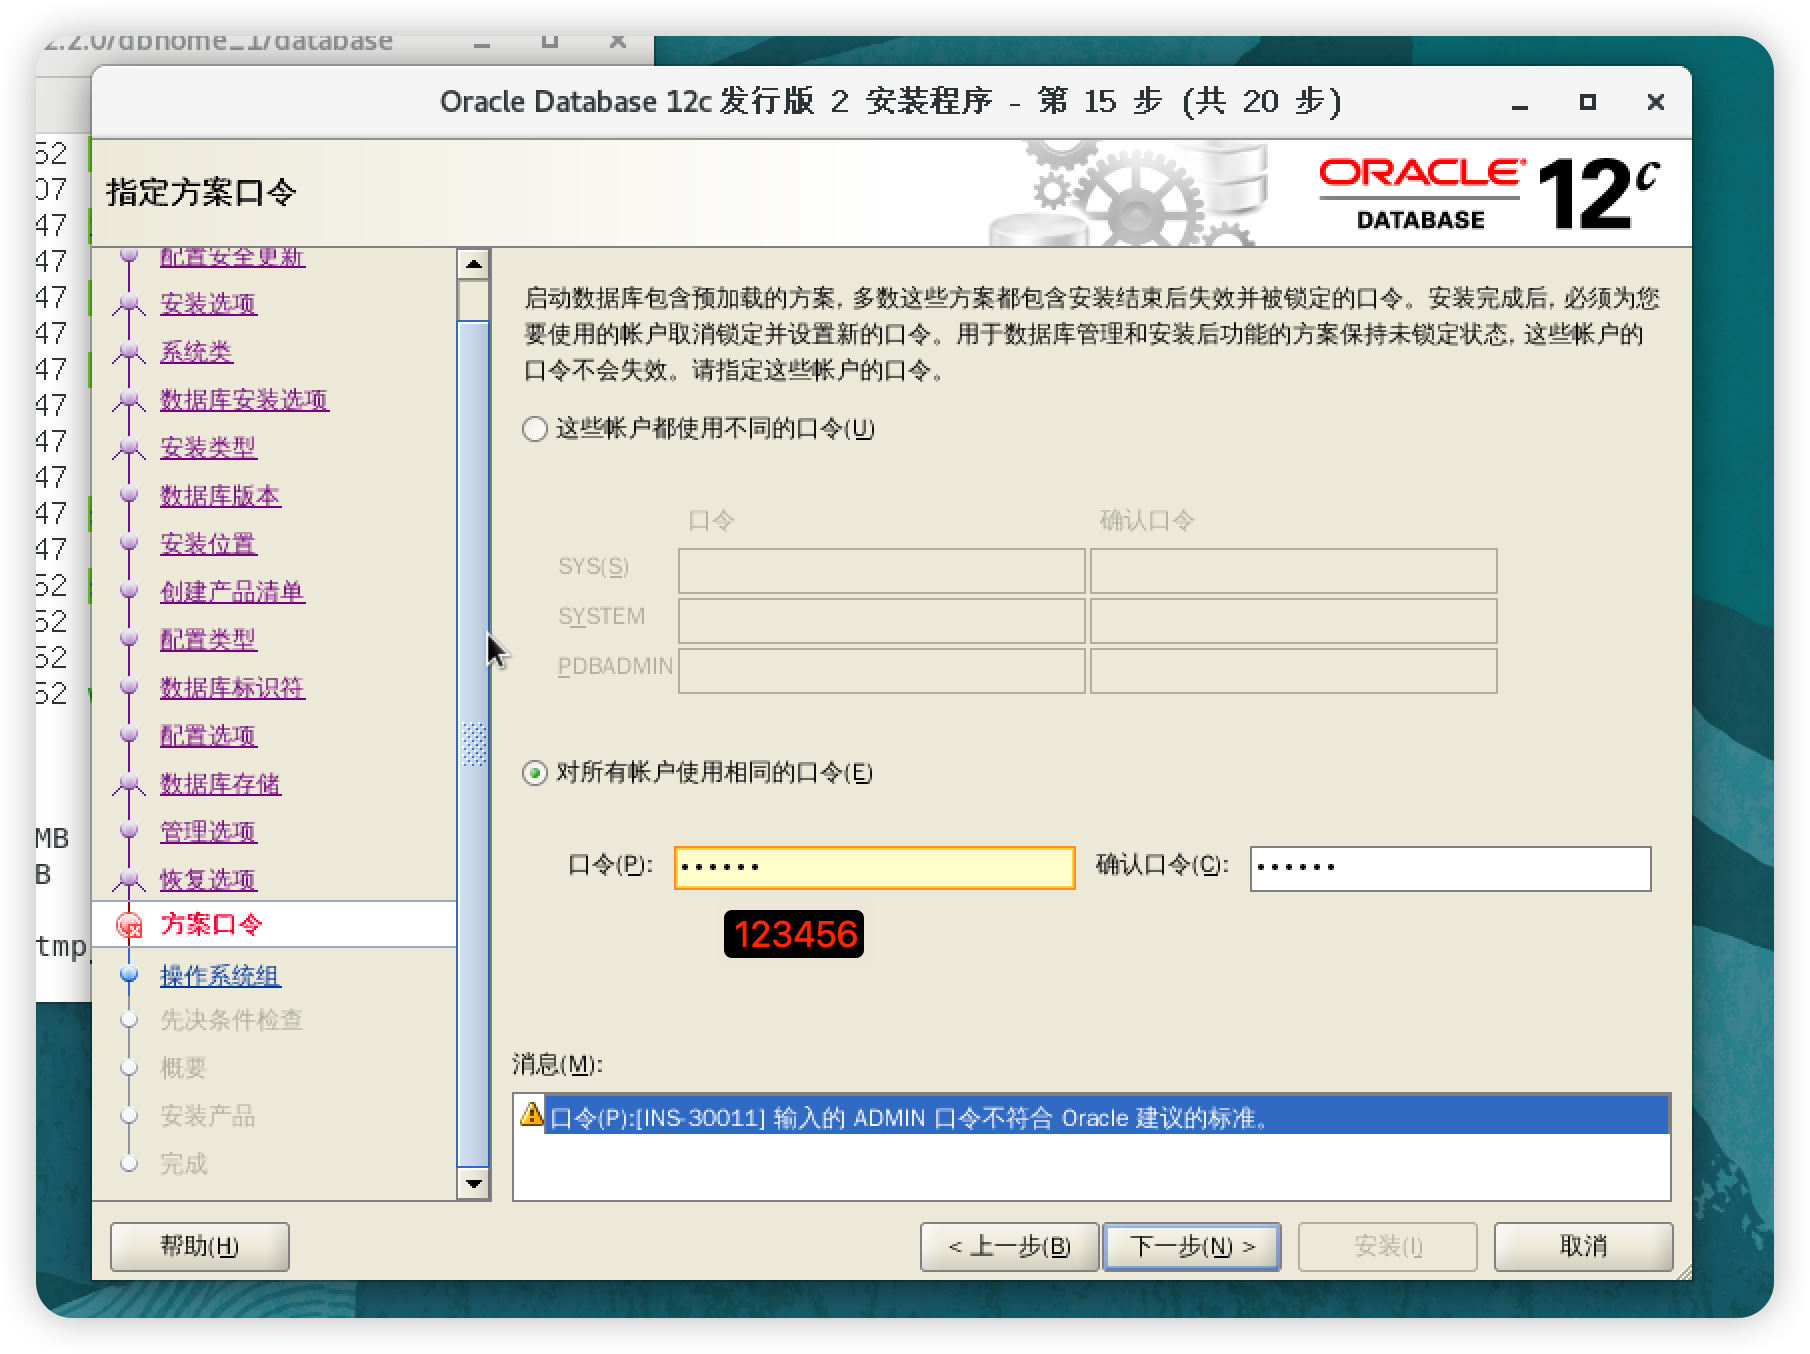 2.2.0/dbhome_1/database
Oracle Database 12c 发行版 2 安装程序 - 第 15 步 (共 20 步)
指定方案口令
ORACLE
DATABASE
12c
52
07
47
47
47
47
47
47
47
47
47
47
52
52
52
52
MB
B
tmp
配置安全更新
安装选项
系统类
数据库安装选项
安装类型
数据库版本
安装位置
创建产品清单
配置类型
数据库标识符
配置选项
数据库存储
管理选项
恢复选项
方案口令
操作系统组
先决条件检查
概要
安装产品
完成
启动数据库包含预加载的方案, 多数这些方案都包含安装结束后失效并被锁定的口令。安装完成后, 必须为您
要使用的帐户取消锁定并设置新的口令。用于数据库管理和安装后功能的方案保持未锁定状态, 这些帐户的
口令不会失效。请指定这些帐户的口令。
这些帐户都使用不同的口令(U)
口令 确认口令
SYS(S)
SYSTEM
PDBADMIN
对所有帐户使用相同的口令(E)
口令(P): •••••• 确认口令(C): ••••••
123456
消息(M):
口令(P):[INS-30011] 输入的 ADMIN 口令不符合 Oracle 建议的标准。
帮助(H) < 上一步(B) 下一步(N) > 安装(I) 取消